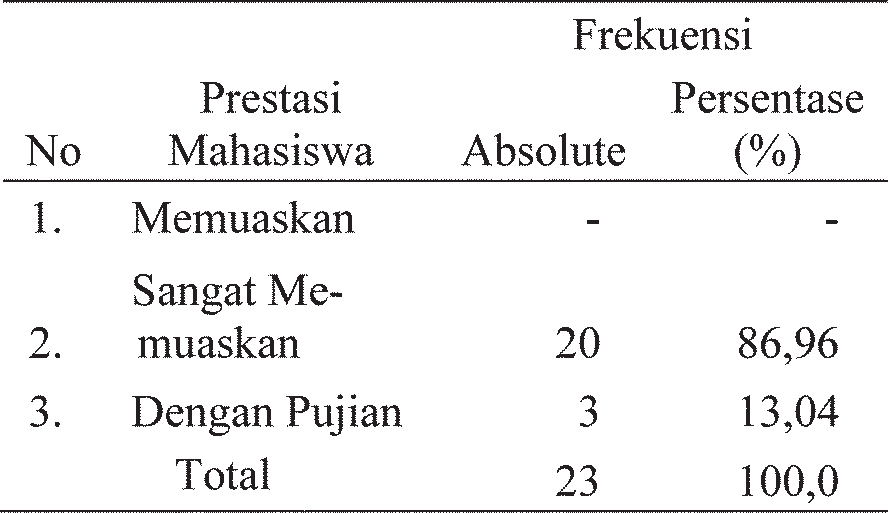 Frekuensi
Prestasi Persentase
No Mahasiswa Absolute (%)
1. Memuaskan - -
Sangat Me-
2. muaskan 20 86,96
3. Dengan Pujian 3 13,04
Total 23 100,0